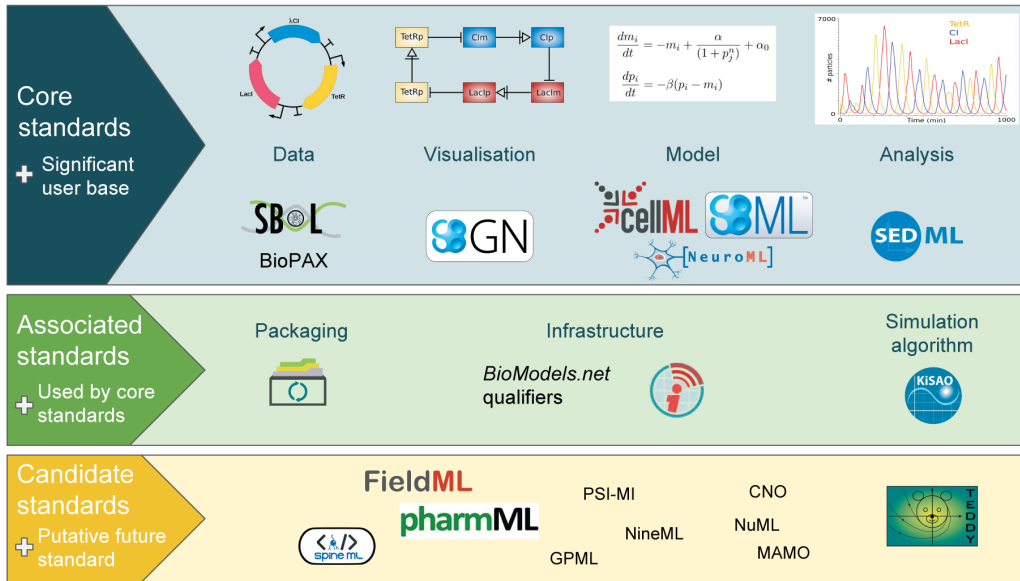 Core
standards
Significant
user base
λCI
LacI
TetR
TetRp
CIm
CIp
TetRp
LacIp
LacIm
dm_i/dt = −m_i + α/(1 + p_j^n) + α_0
dp_i/dt = −β(p_i − m_i)
7000
# particles
0
0
Time (min)
1000
TetR
CI
LacI
Data
Visualisation
Model
Analysis
SBOL
BioPAX
SBGN
cellML
SBML™
NeuroML
SED ML
Associated
standards
Used by core
standards
Packaging
Infrastructure
Simulation
algorithm
BioModels.net
qualifiers
i
KiSAO
Candidate
standards
Putative future
standard
FieldML
pharmML
</>
spine ML
PSI-MI
NineML
GPML
CNO
NuML
MAMO
TEDDY